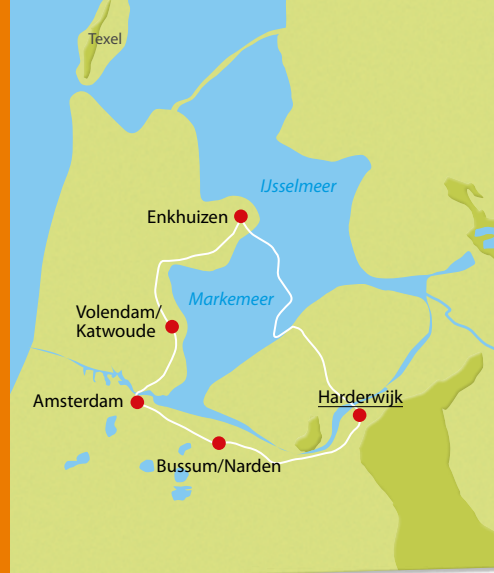 Texel
IJsselmeer
Enkhuizen
Markemeer
Volendam/
Katwoude
Harderwijk
Amsterdam
Bussum/Narden